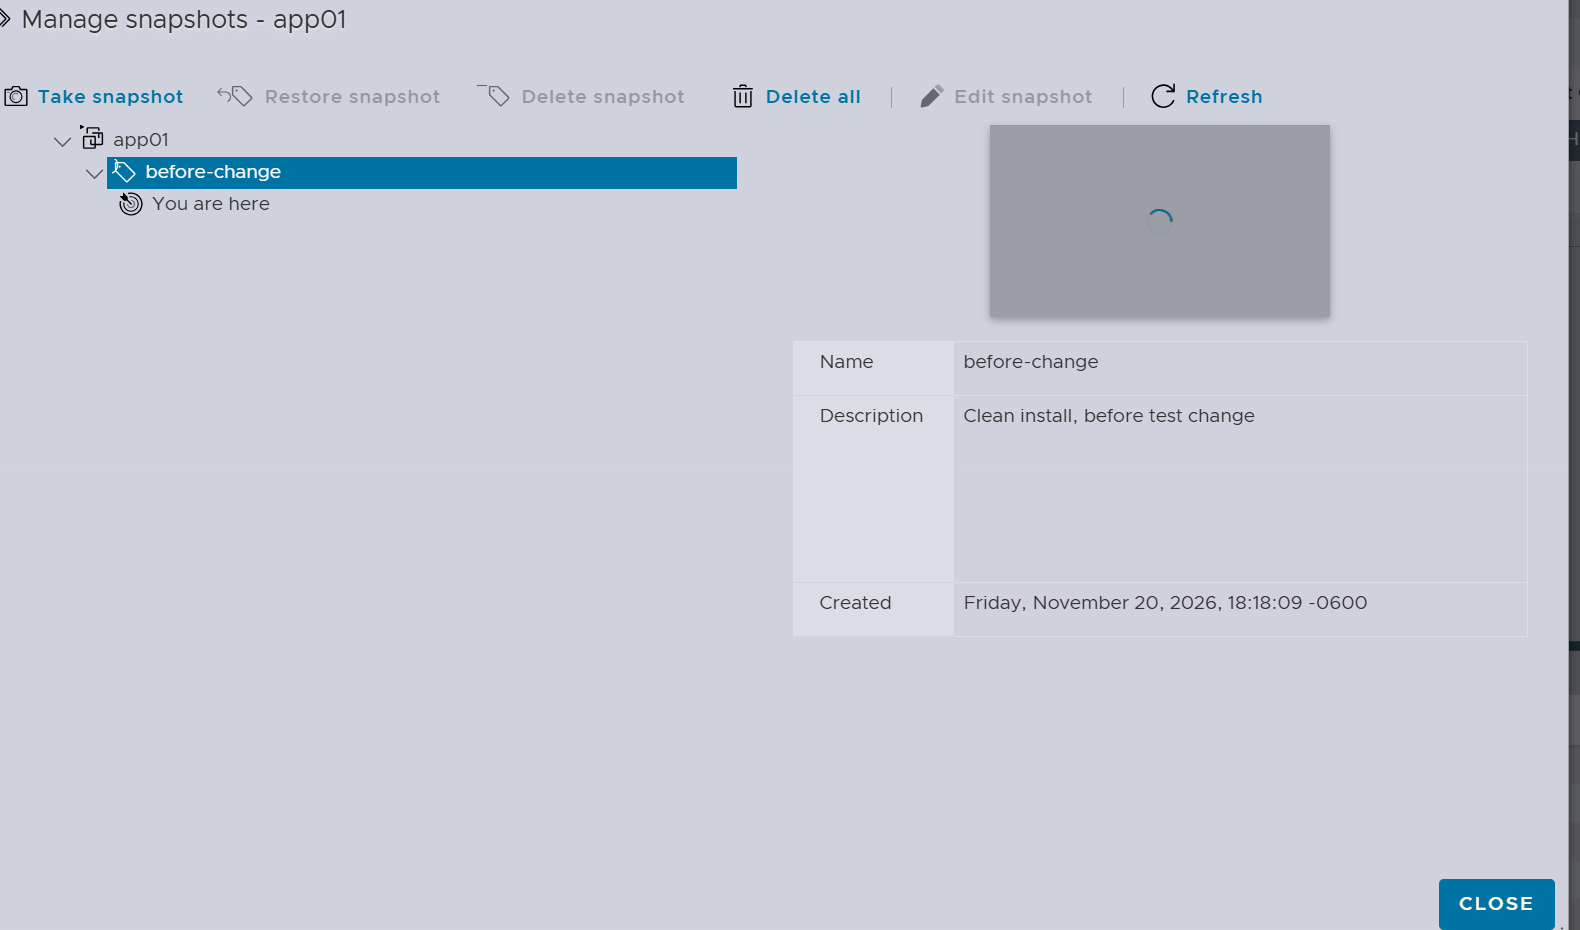 Manage snapshots - app01
Take snapshot Restore snapshot Delete snapshot Delete all Edit snapshot Refresh
app01
before-change
You are here
Name before-change
Description Clean install, before test change
Created Friday, November 20, 2026, 18:18:09 -0600
CLOSE